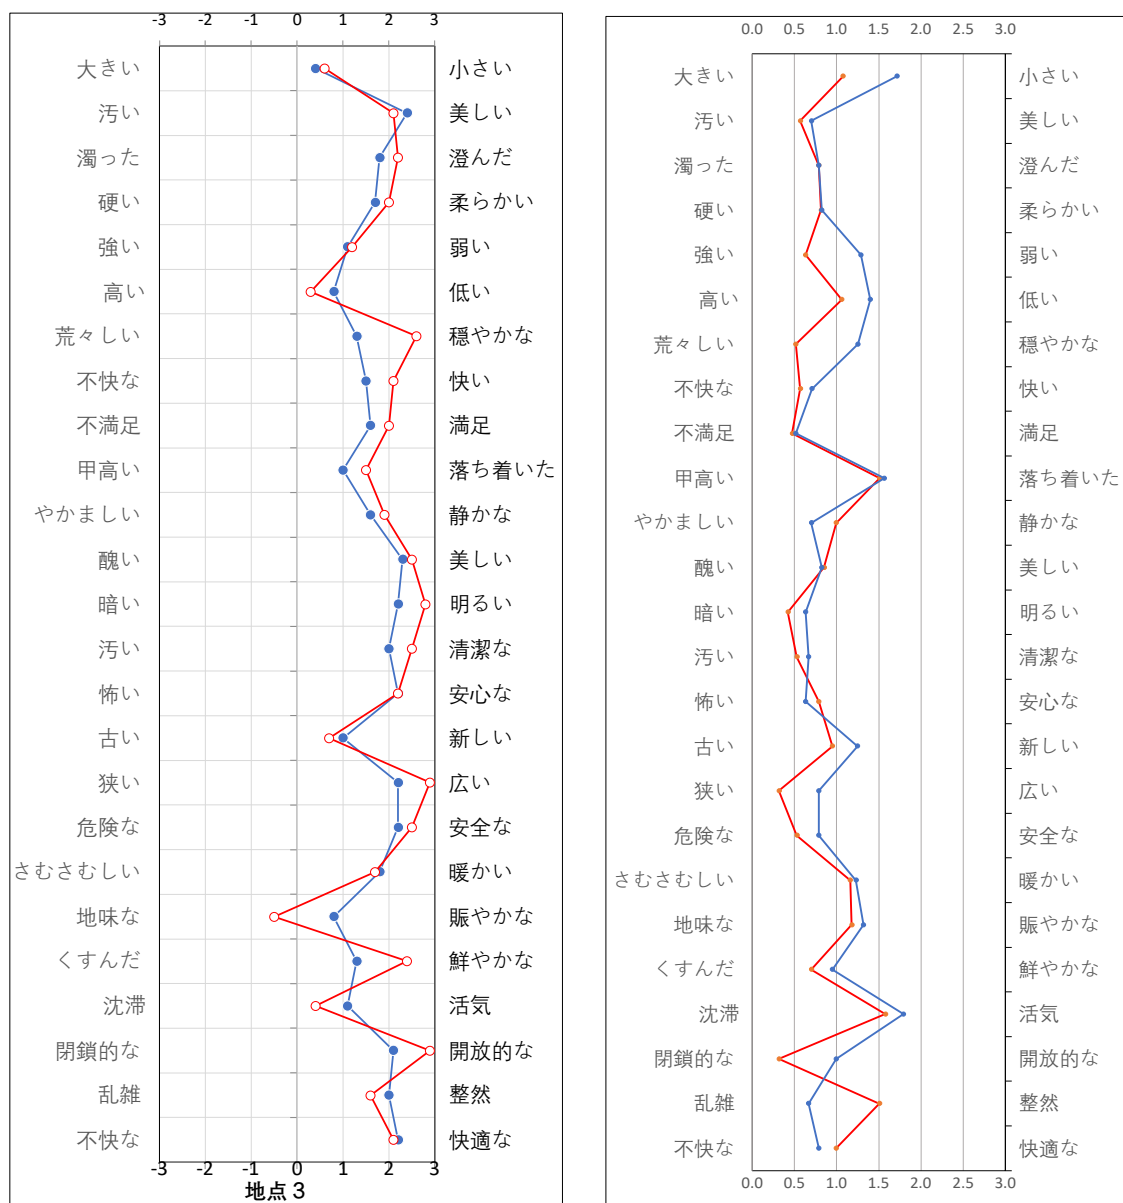 -3 -2 -1 0 1 2 3
大きい 小さい
汚い 美しい
濁った 澄んだ
硬い 柔らかい
強い 弱い
高い 低い
荒々しい 穏やかな
不快な 快い
不満足 満足
甲高い 落ち着いた
やかましい 静かな
醜い 美しい
暗い 明るい
汚い 清潔な
怖い 安心な
古い 新しい
狭い 広い
危険な 安全な
さむさむしい 暖かい
地味な 賑やかな
くすんだ 鮮やかな
沈滞 活気
閉鎖的な 開放的な
乱雑 整然
不快な 快適な
-3 -2 -1 0 1 2 3
地点３
0.0 0.5 1.0 1.5 2.0 2.5 3.0
大きい 小さい
汚い 美しい
濁った 澄んだ
硬い 柔らかい
強い 弱い
高い 低い
荒々しい 穏やかな
不快な 快い
不満足 満足
甲高い 落ち着いた
やかましい 静かな
醜い 美しい
暗い 明るい
汚い 清潔な
怖い 安心な
古い 新しい
狭い 広い
危険な 安全な
さむさむしい 暖かい
地味な 賑やかな
くすんだ 鮮やかな
沈滞 活気
閉鎖的な 開放的な
乱雑 整然
不快な 快適な
0.0 0.5 1.0 1.5 2.0 2.5 3.0